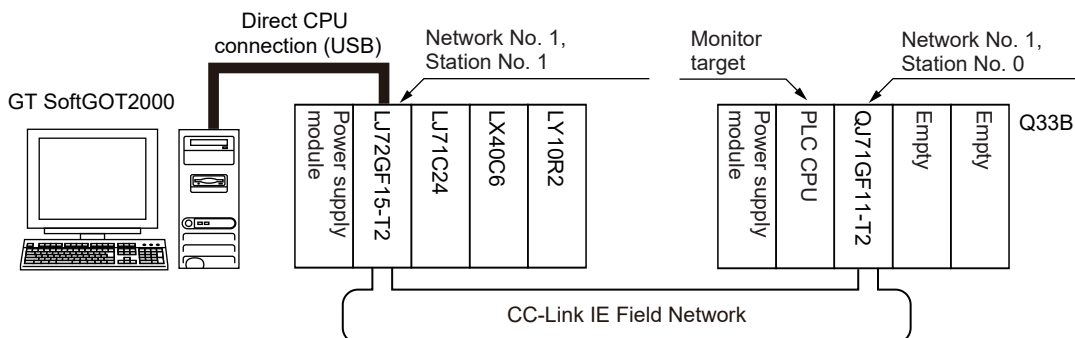 Direct CPU
connection (USB)
Network No. 1,
Station No. 1
Monitor
target
Network No. 1,
Station No. 0
GT SoftGOT2000
Power supply
module
LJ72GF15-T2
LJ71C24
LX40C6
LY10R2
Power supply
module
PLC CPU
QJ71GF11-T2
Empty
Empty
Q33B
CC-Link IE Field Network